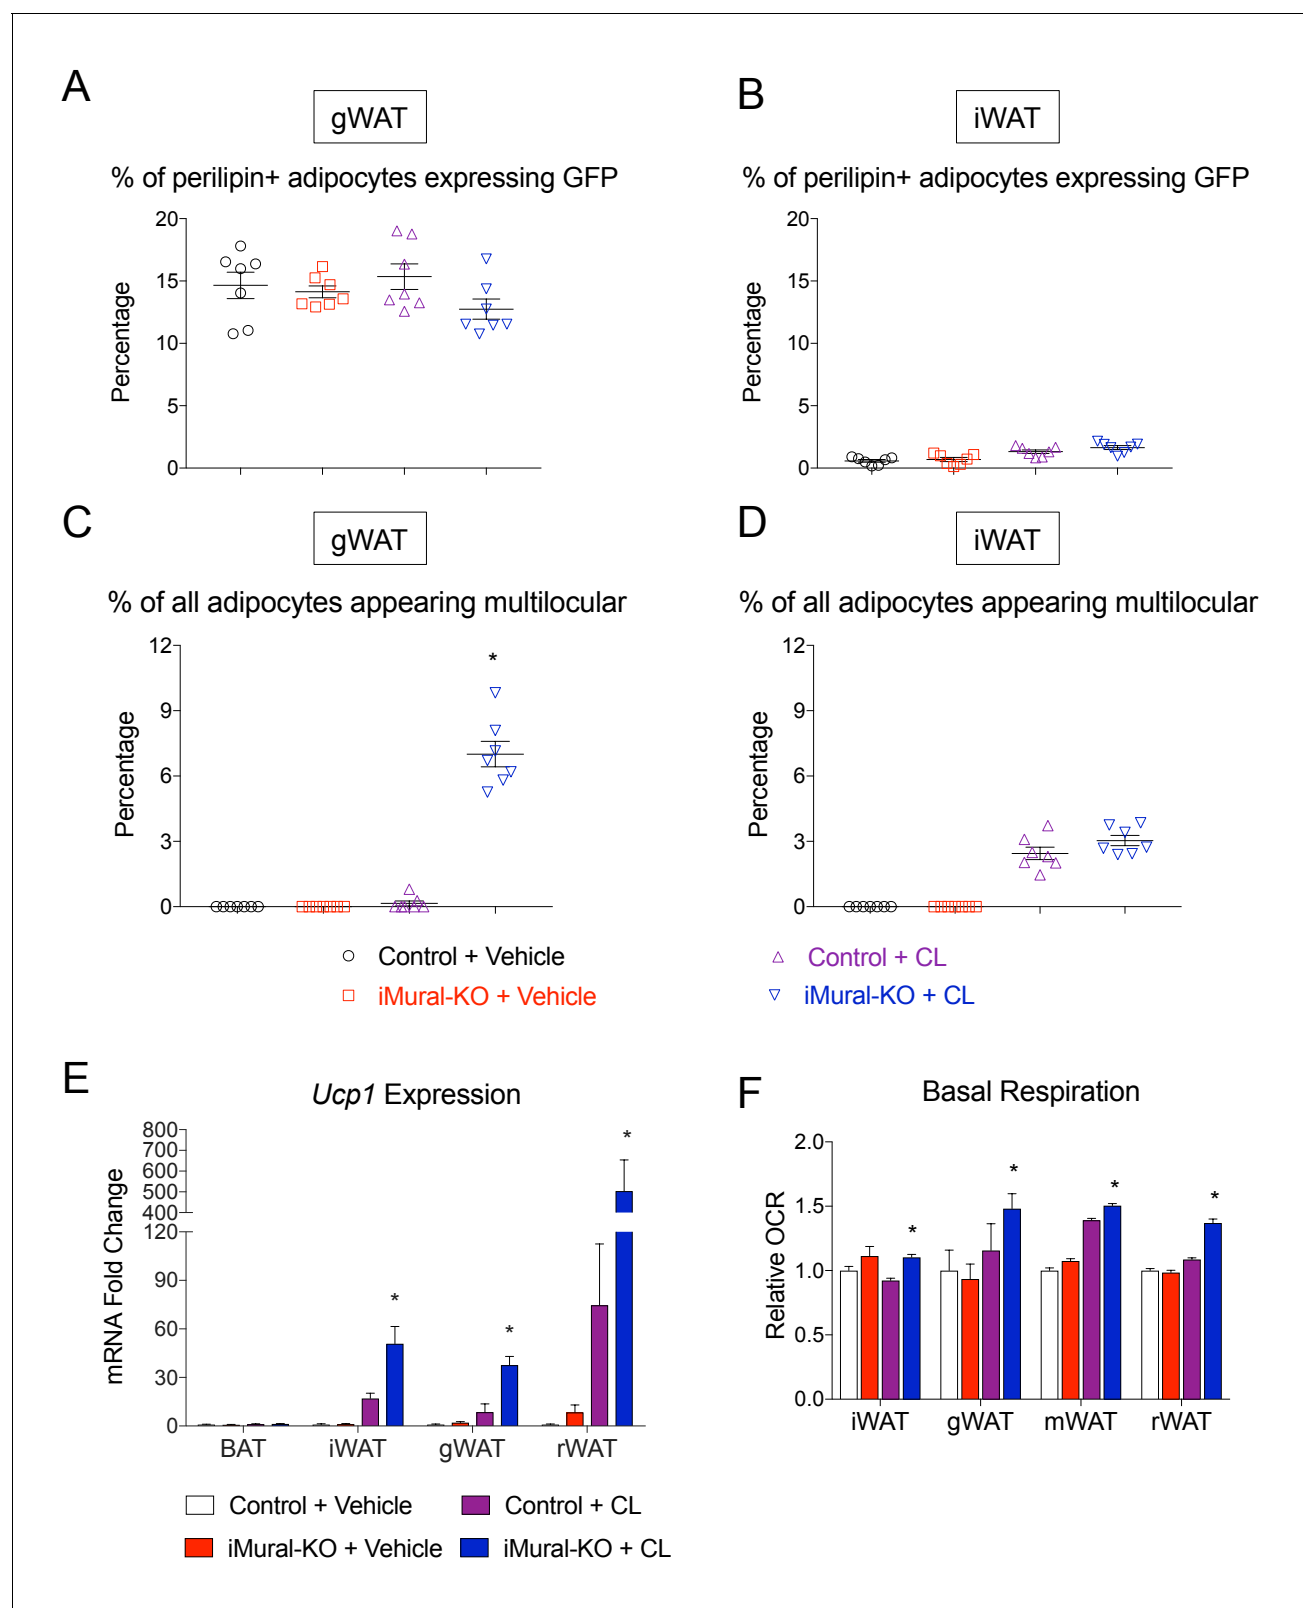 A
gWAT
% of perilipin+ adipocytes expressing GFP
Percentage
20
15
10
5
0
B
iWAT
% of perilipin+ adipocytes expressing GFP
Percentage
20
15
10
5
0
C
gWAT
% of all adipocytes appearing multilocular
Percentage
12
9
6
3
0
*
D
iWAT
% of all adipocytes appearing multilocular
Percentage
12
9
6
3
0
Control + Vehicle
iMural-KO + Vehicle
Control + CL
iMural-KO + CL
E
Ucp1 Expression
mRNA Fold Change
800
700
600
500
400
120
90
60
30
0
*
*
*
BAT
iWAT
gWAT
rWAT
Control + Vehicle
Control + CL
iMural-KO + Vehicle
iMural-KO + CL
F
Basal Respiration
Relative OCR
2.0
1.5
1.0
0.5
0.0
*
*
*
*
iWAT
gWAT
mWAT
rWAT